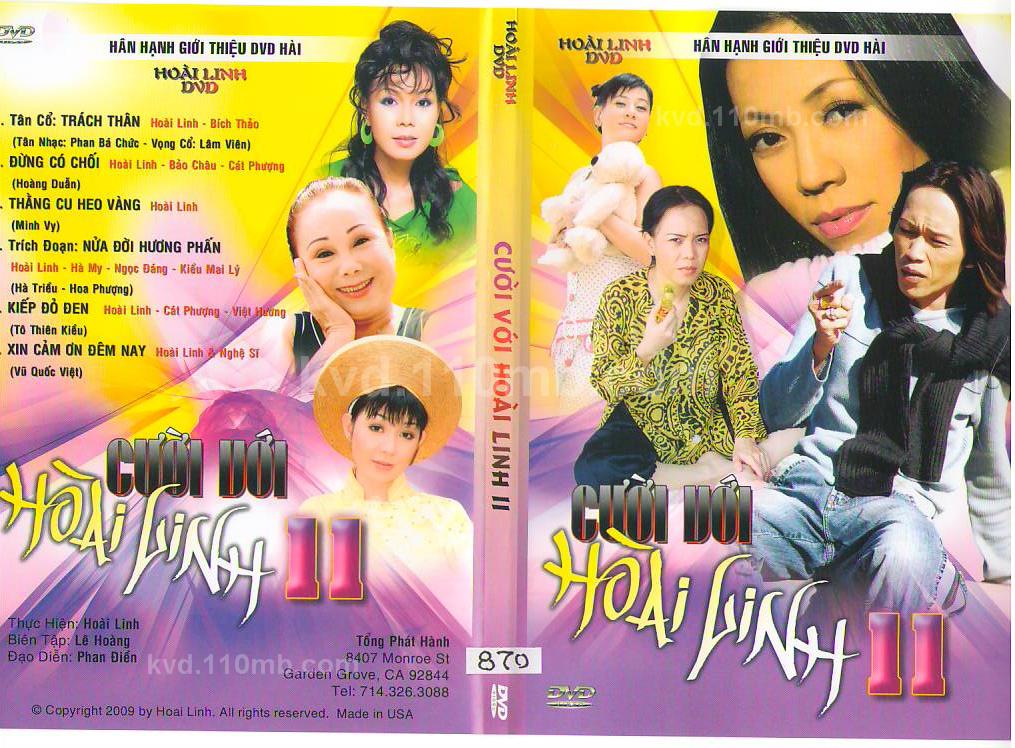 DVD
HÂN HẠNH GIỚI THIỆU DVD HÀI
HOÀI LINH
DVD
. Tân Cổ: TRÁCH THÂN Hoài Linh - Bích Thảo
(Tân Nhạc: Phan Bá Chức - Vọng Cổ: Lâm Viên)
. ĐỪNG CÓ CHỐI Hoài Linh - Bảo Châu - Cát Phượng
(Hoàng Duẫn)
. THẰNG CU HEO VÀNG Hoài Linh
(Minh Vy)
. Trích Đoạn: NỬA ĐỜI HƯƠNG PHẤN
Hoài Linh - Hà My - Ngọc Đáng - Kiều Mai Lý
(Hà Triều - Hoa Phượng)
. KIẾP ĐỎ ĐEN Hoài Linh - Cát Phượng - Việt Hương
(Tô Thiên Kiều)
. XIN CẢM ƠN ĐÊM NAY Hoài Linh & Nghệ Sĩ
(Vũ Quốc Việt)
CƯỜI VỚI
HOÀI LINH II
Thực Hiện: Hoài Linh
Biên Tập: Lê Hoàng
Đạo Diễn: Phan Điền
Tổng Phát Hành
8407 Monroe St
Garden Grove, CA 92844
Tel: 714.326.3088
© Copyright 2009 by Hoai Linh. All rights reserved. Made in USA
HOÀI LINH
DVD
CƯỜI VỚI HOÀI LINH II
870
DVD
HOÀI LINH
DVD
HÂN HẠNH GIỚI THIỆU DVD HÀI
CƯỜI VỚI
HOÀI LINH II
DVD
kvd.110mb.com
kvd.110mb.com
kvd.110mb.com